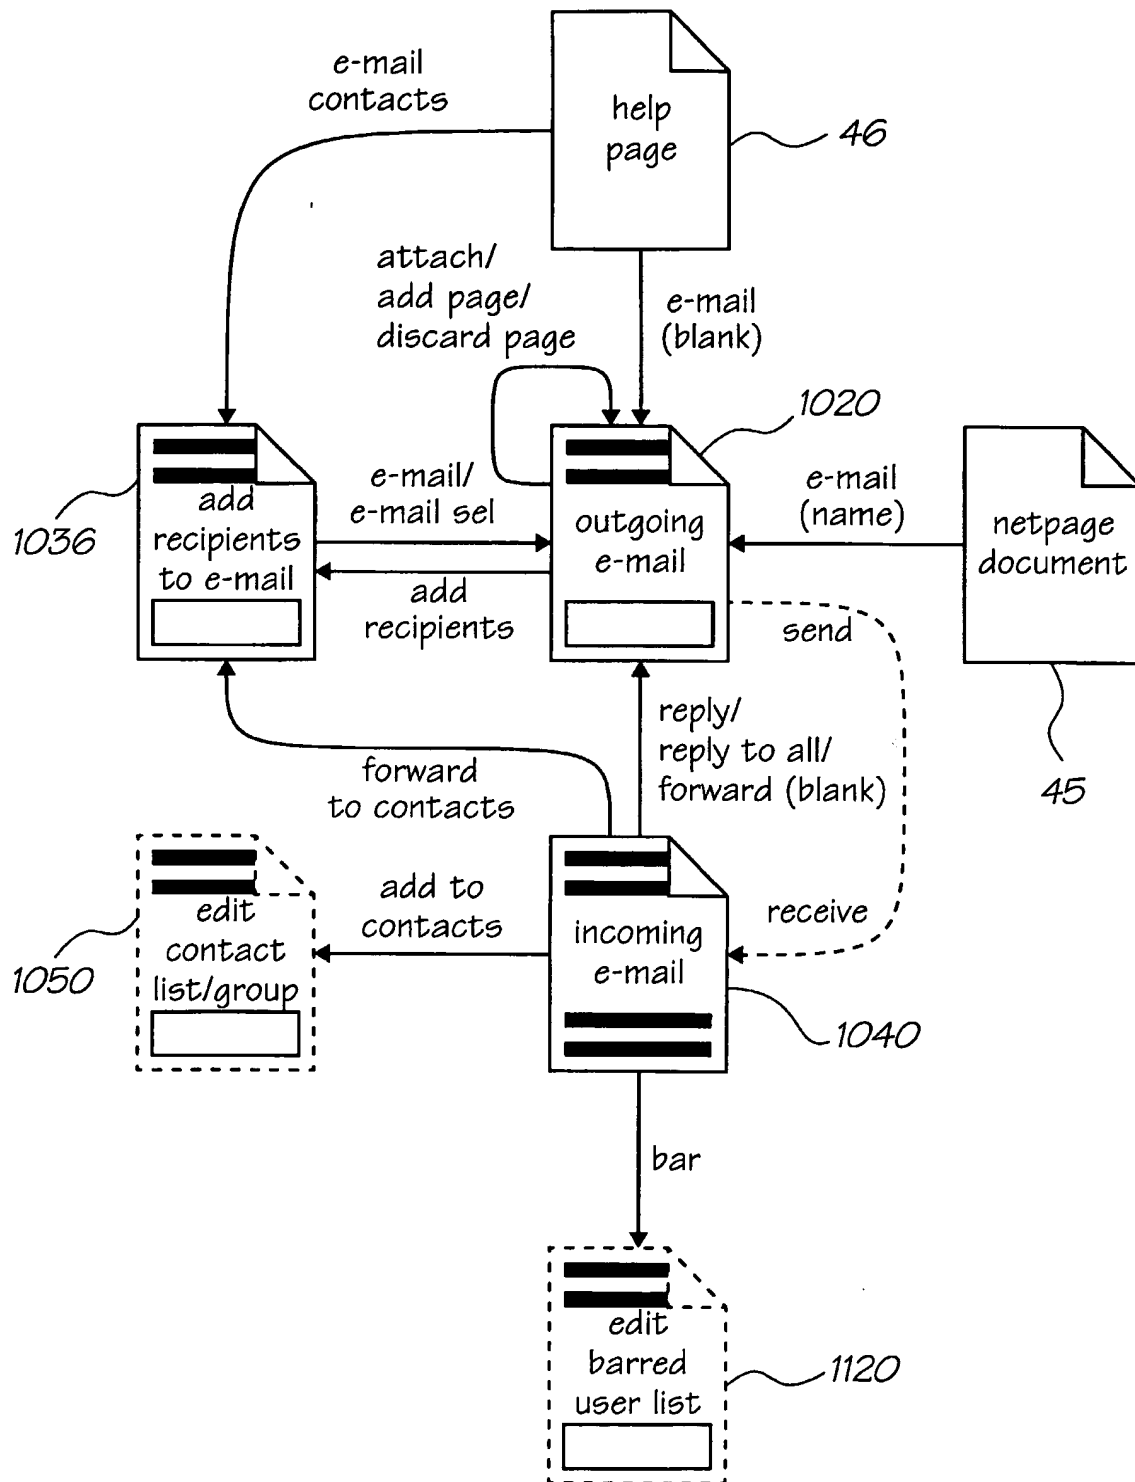 e-mail
contacts
help
page
46
attach/
add page/
discard page
e-mail
(blank)
1020
1036
add
recipients
to e-mail
e-mail/
e-mail sel
add
recipients
outgoing
e-mail
e-mail
(name)
netpage
document
45
send
reply/
reply to all/
forward (blank)
forward
to contacts
1050
edit
contact
list/group
add to
contacts
incoming
e-mail
receive
1040
bar
edit
barred
user list
1120